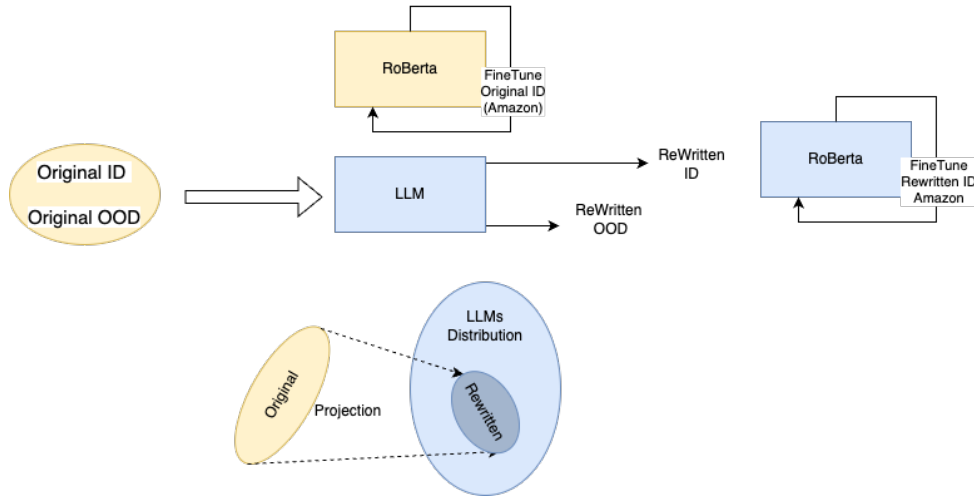 RoBerta
FineTune
Original ID
(Amazon)
Original ID
Original OOD
LLM
ReWritten
ID
ReWritten
OOD
RoBerta
FineTune
Rewritten ID
Amazon
LLMs
Distribution
Original
Projection
Rewritten